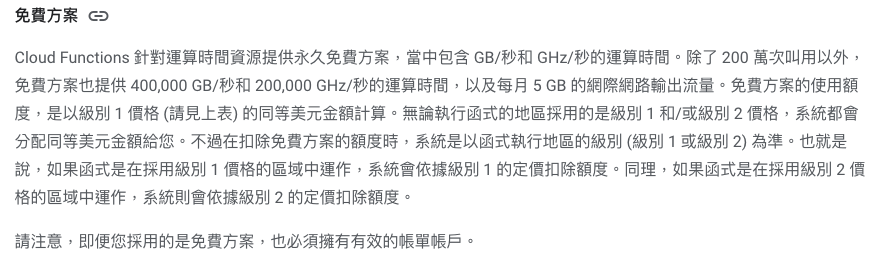 免費方案
Cloud Functions 針對運算時間資源提供永久免費方案，當中包含 GB/秒和 GHz/秒的運算時間。除了 200 萬次叫用以外，
免費方案也提供 400,000 GB/秒和 200,000 GHz/秒的運算時間，以及每月 5 GB 的網際網路輸出流量。免費方案的使用額
度，是以級別 1 價格 (請見上表) 的同等美元金額計算。無論執行函式的地區採用的是級別 1 和/或級別 2 價格，系統都會
分配同等美元金額給您。不過在扣除免費方案的額度時，系統是以函式執行地區的級別 (級別 1 或級別 2) 為準。也就是
說，如果函式是在採用級別 1 價格的區域中運作，系統會依據級別 1 的定價扣除額度。同理，如果函式是在採用級別 2 價
格的區域中運作，系統則會依據級別 2 的定價扣除額度。
請注意，即便您採用的是免費方案，也必須擁有有效的帳單帳戶。